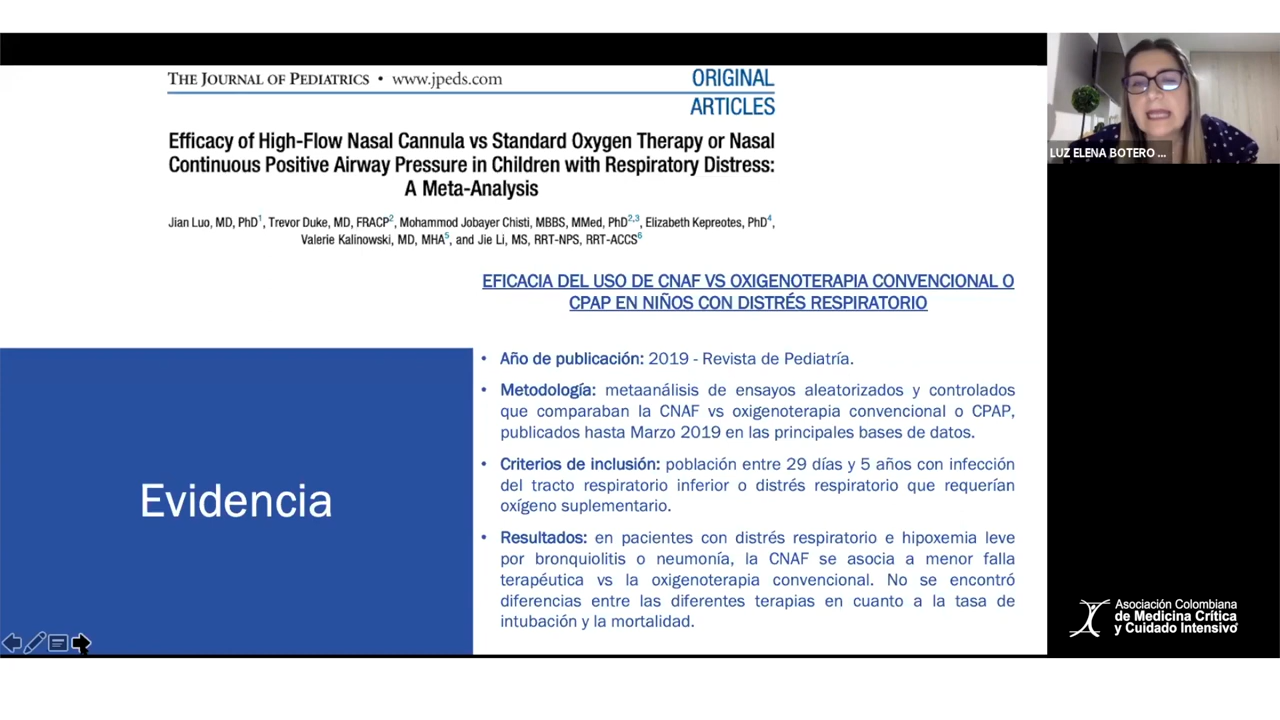 THE JOURNAL OF PEDIATRICS • www.jpeds.com
ORIGINAL
ARTICLES
Efficacy of High-Flow Nasal Cannula vs Standard Oxygen Therapy or Nasal
Continuous Positive Airway Pressure in Children with Respiratory Distress:
A Meta-Analysis
Jian Luo, MD, PhD1, Trevor Duke, MD, FRACP2, Mohammod Jobayer Chisti, MBBS, MMed, PhD2,3, Elizabeth Kepreotes, PhD4,
Valerie Kalinowski, MD, MHA5, and Jie Li, MS, RRT-NPS, RRT-ACCS6
EFICACIA DEL USO DE CNAF VS OXIGENOTERAPIA CONVENCIONAL O
CPAP EN NIÑOS CON DISTRÉS RESPIRATORIO
• Año de publicación: 2019 - Revista de Pediatría.
• Metodología: metaanálisis de ensayos aleatorizados y controlados
que comparaban la CNAF vs oxigenoterapia convencional o CPAP,
publicados hasta Marzo 2019 en las principales bases de datos.
• Criterios de inclusión: población entre 29 días y 5 años con infección
del tracto respiratorio inferior o distrés respiratorio que requerían
oxígeno suplementario.
• Resultados: en pacientes con distrés respiratorio e hipoxemia leve
por bronquiolitis o neumonía, la CNAF se asocia a menor falla
terapéutica vs la oxigenoterapia convencional. No se encontró
diferencias entre las diferentes terapias en cuanto a la tasa de
intubación y la mortalidad.
Evidencia
LUZ ELENA BOTERO ...
Asociación Colombiana
de Medicina Crítica
y Cuidado Intensivo